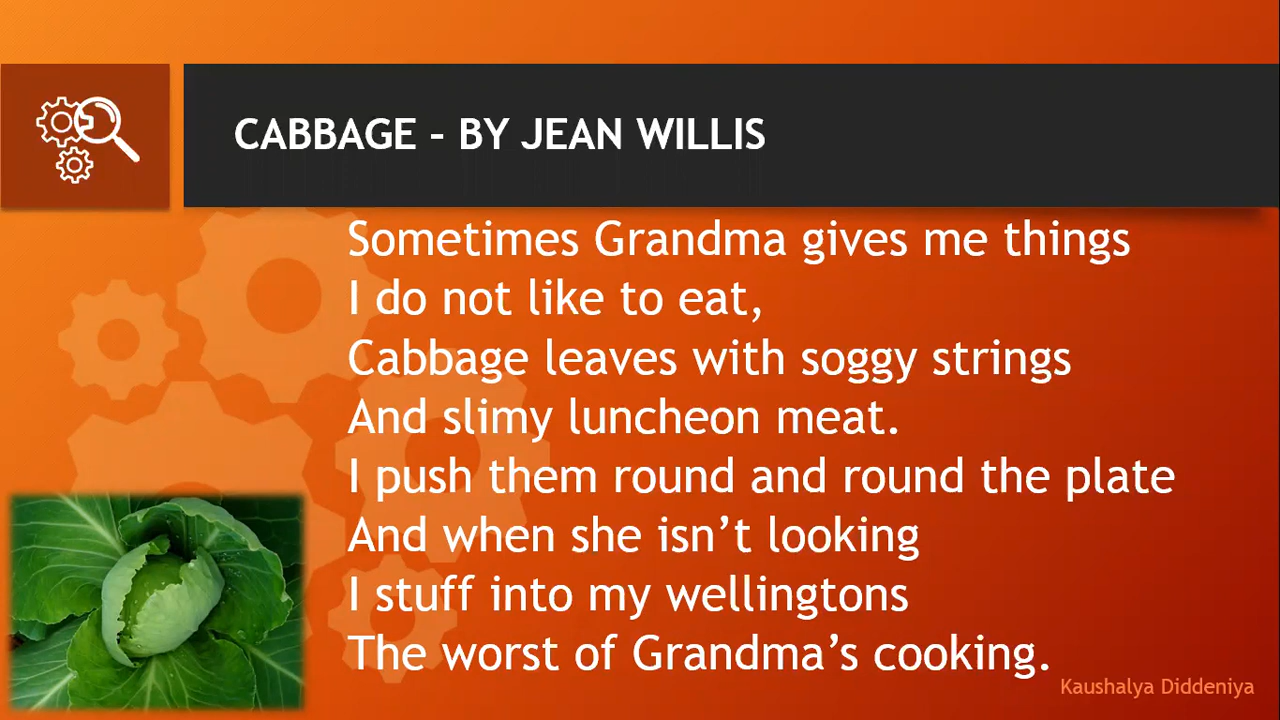 CABBAGE – BY JEAN WILLIS
Sometimes Grandma gives me things
I do not like to eat,
Cabbage leaves with soggy strings
And slimy luncheon meat.
I push them round and round the plate
And when she isn’t looking
I stuff into my wellingtons
The worst of Grandma’s cooking.
Kaushalya Diddeniya